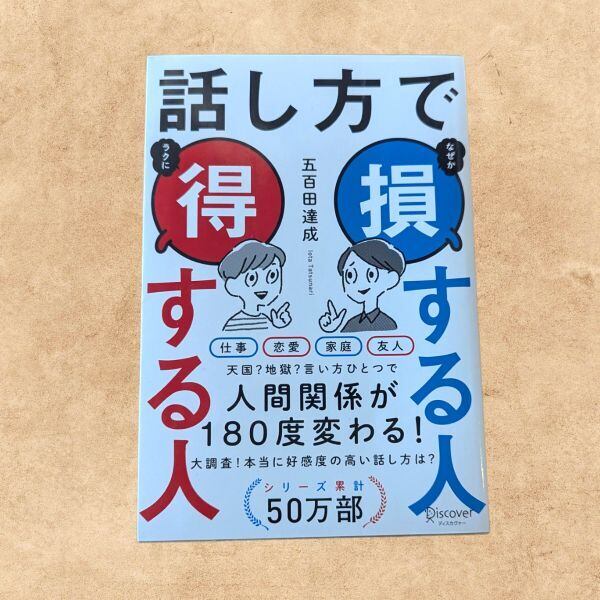 話し方で
なぜか
損する人
ラクに
得する人
五百田達成
Iota Tatsunari
仕事 恋愛 家庭 友人
天国?地獄?言い方ひとつで
人間関係が
180度変わる!
大調査!本当に好感度の高い話し方は?
シリーズ累計
50万部
Discover
ディスカヴァー